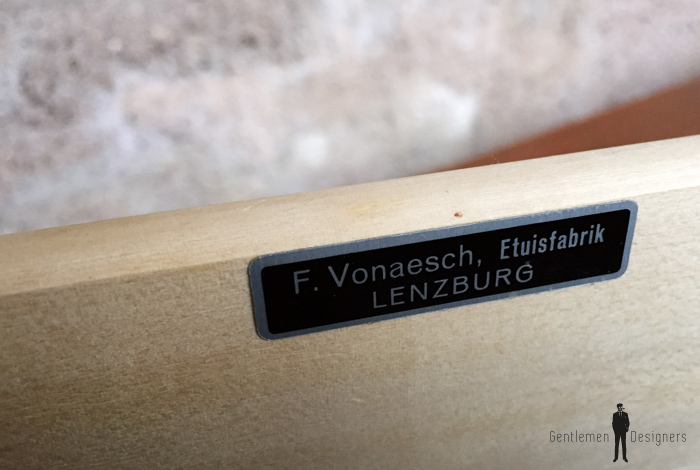 F. Vonaesch, Etuisfabrik
LENZBURG
Gentlemen Designers